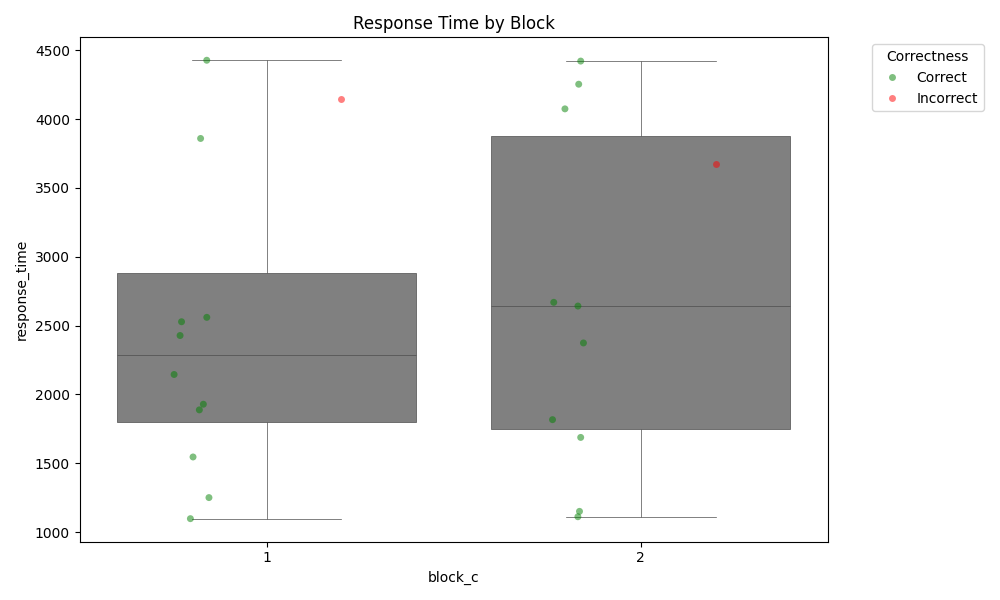 Response Time by Block
Correctness
Correct
Incorrect
response_time
4500
4000
3500
3000
2500
2000
1500
1000
1
2
block_c